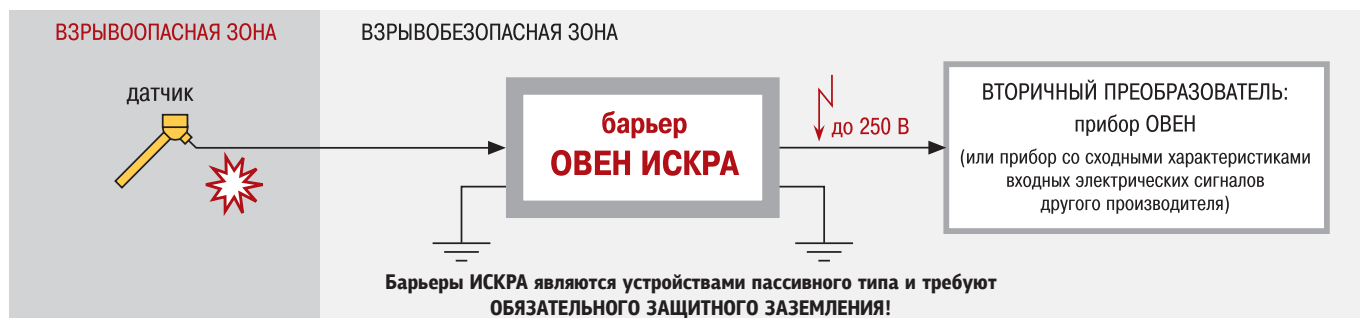 ВЗРЫВООПАСНАЯ ЗОНА
ВЗРЫВОБЕЗОПАСНАЯ ЗОНА
датчик
барьер
ОВЕН ИСКРА
до 250 В
ВТОРИЧНЫЙ ПРЕОБРАЗОВАТЕЛЬ:
прибор ОВЕН
(или прибор со сходными характеристиками
входных электрических сигналов
другого производителя)
Барьеры ИСКРА являются устройствами пассивного типа и требуют
ОБЯЗАТЕЛЬНОГО ЗАЩИТНОГО ЗАЗЕМЛЕНИЯ!